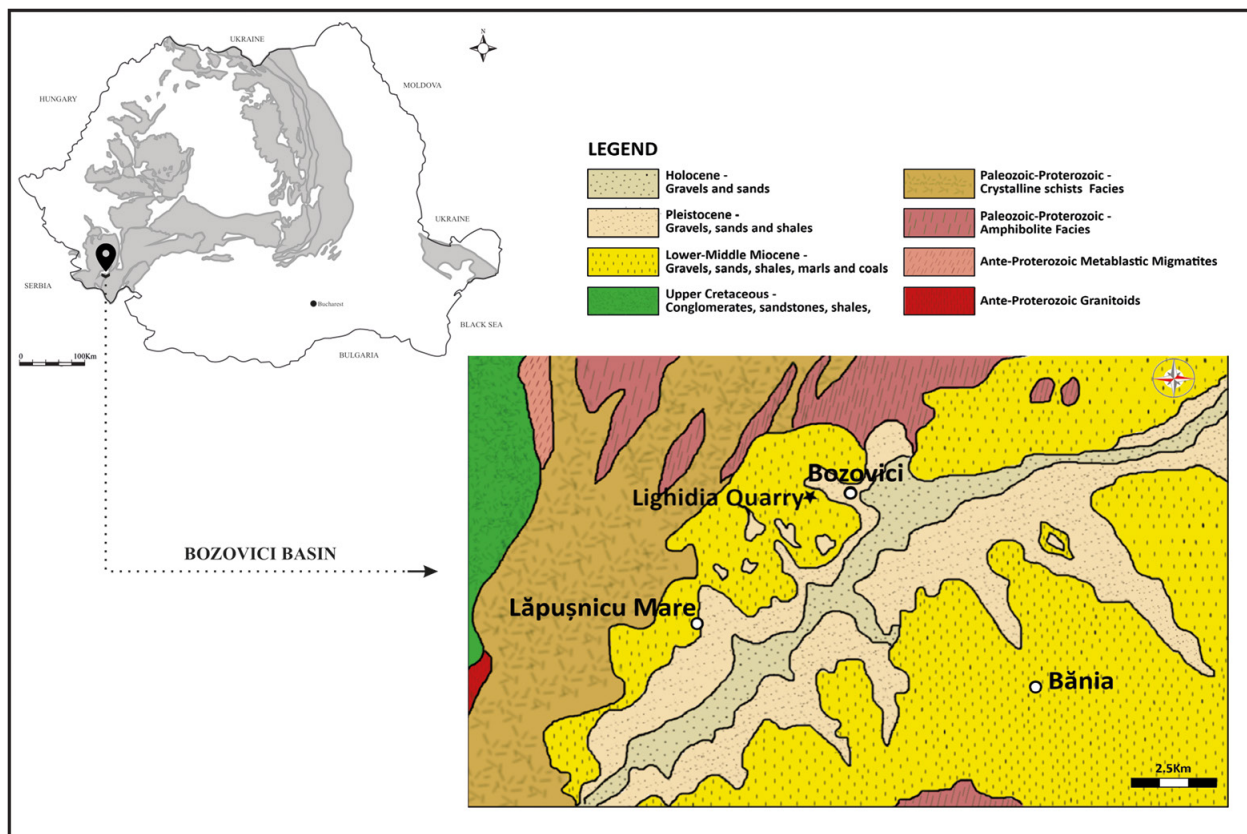 UKRAINE
N
HUNGARY
MOLDOVA
UKRAINE
SERBIA
Bucharest
BLACK SEA
BULGARIA
0 100Km
BOZOVICI BASIN
LEGEND
Holocene -
Gravels and sands
Pleistocene -
Gravels, sands and shales
Lower-Middle Miocene -
Gravels, sands, shales, marls and coals
Upper Cretaceous -
Conglomerates, sandstones, shales,
Paleozoic-Proterozoic -
Crystalline schists Facies
Paleozoic-Proterozoic -
Amphibolite Facies
Ante-Proterozoic Metablastic Migmatites
Ante-Proterozoic Granitoids
Bozovici
Lighidia Quarry
Lăpușnicu Mare
Bănia
2,5Km